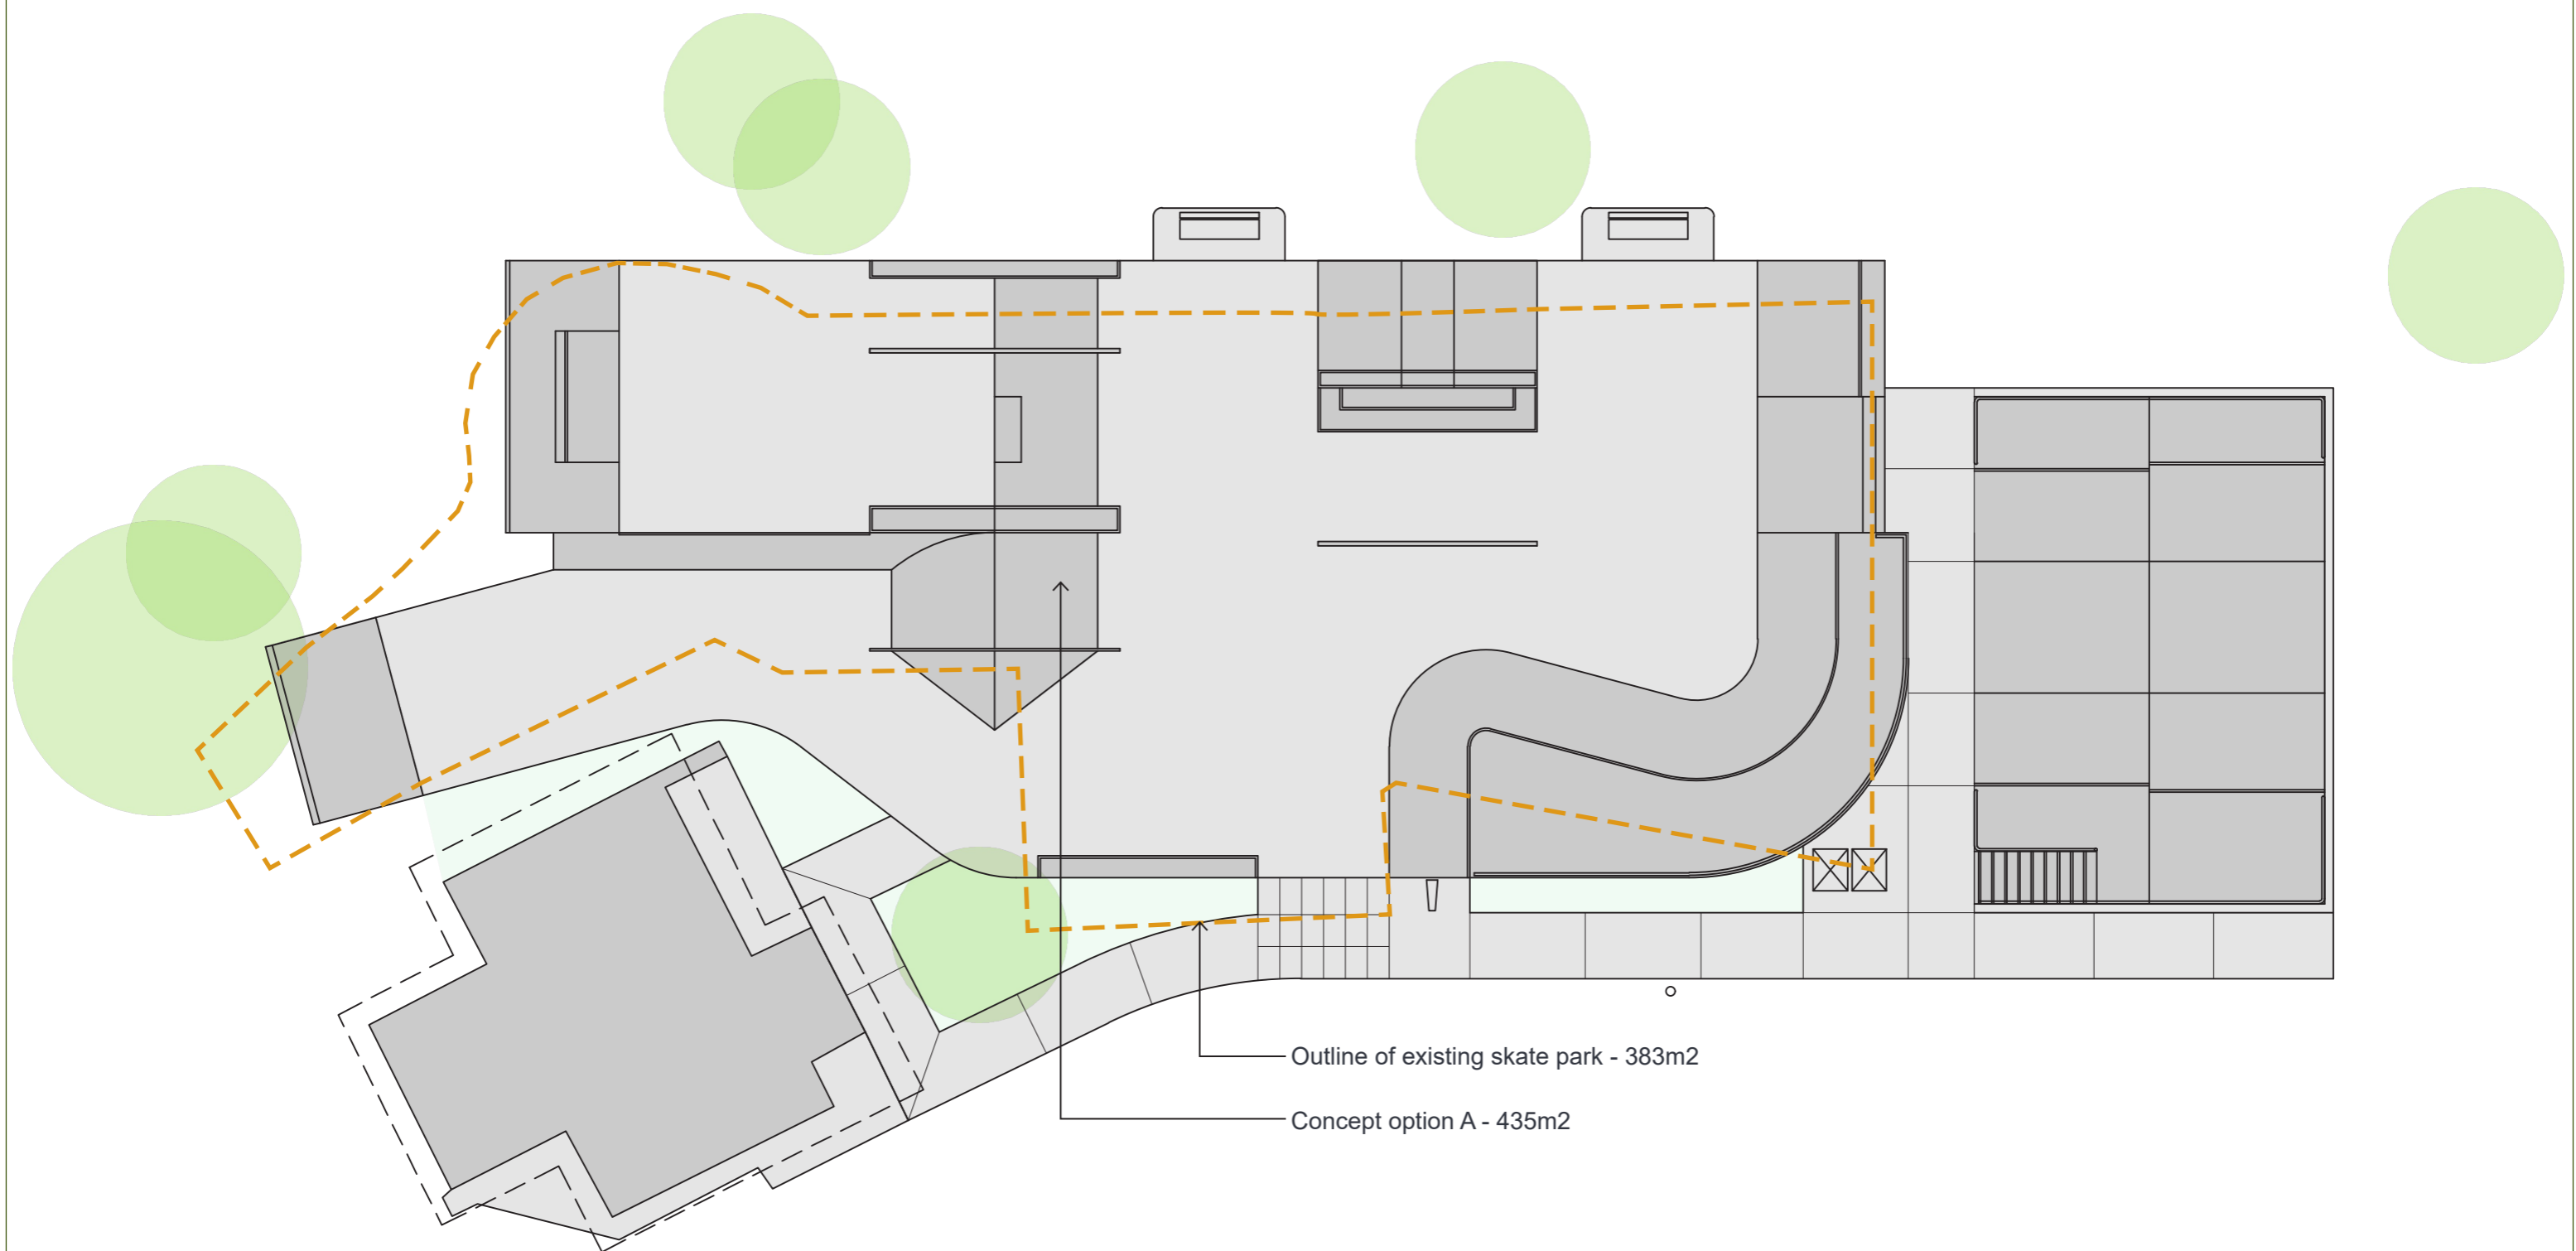 Outline of existing skate park - 383m2
Concept option A - 435m2